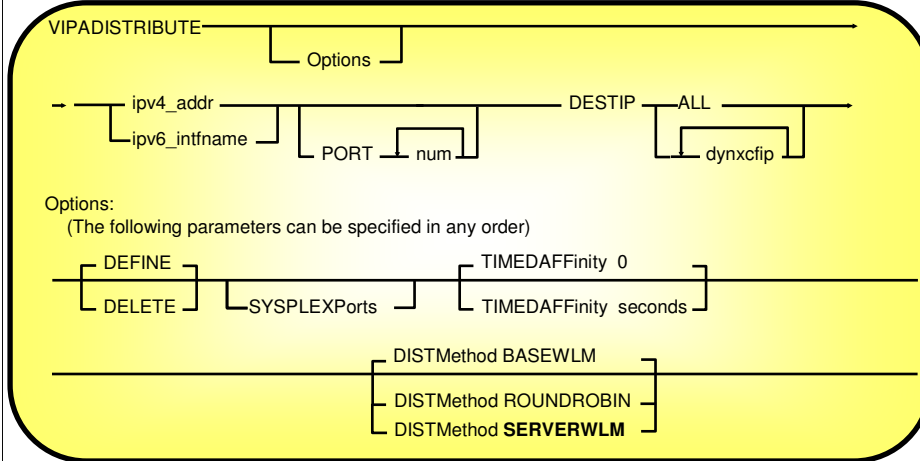 VIPADISTRIBUTE
Options
ipv4_addr DESTIP ALL
ipv6_intfname PORT num dynxcfip
Options:
(The following parameters can be specified in any order)
DEFINE TIMEDAFFinity 0
DELETE SYSPLEXPorts TIMEDAFFinity seconds
DISTMethod BASEWLM
DISTMethod ROUNDROBIN
DISTMethod SERVERWLM